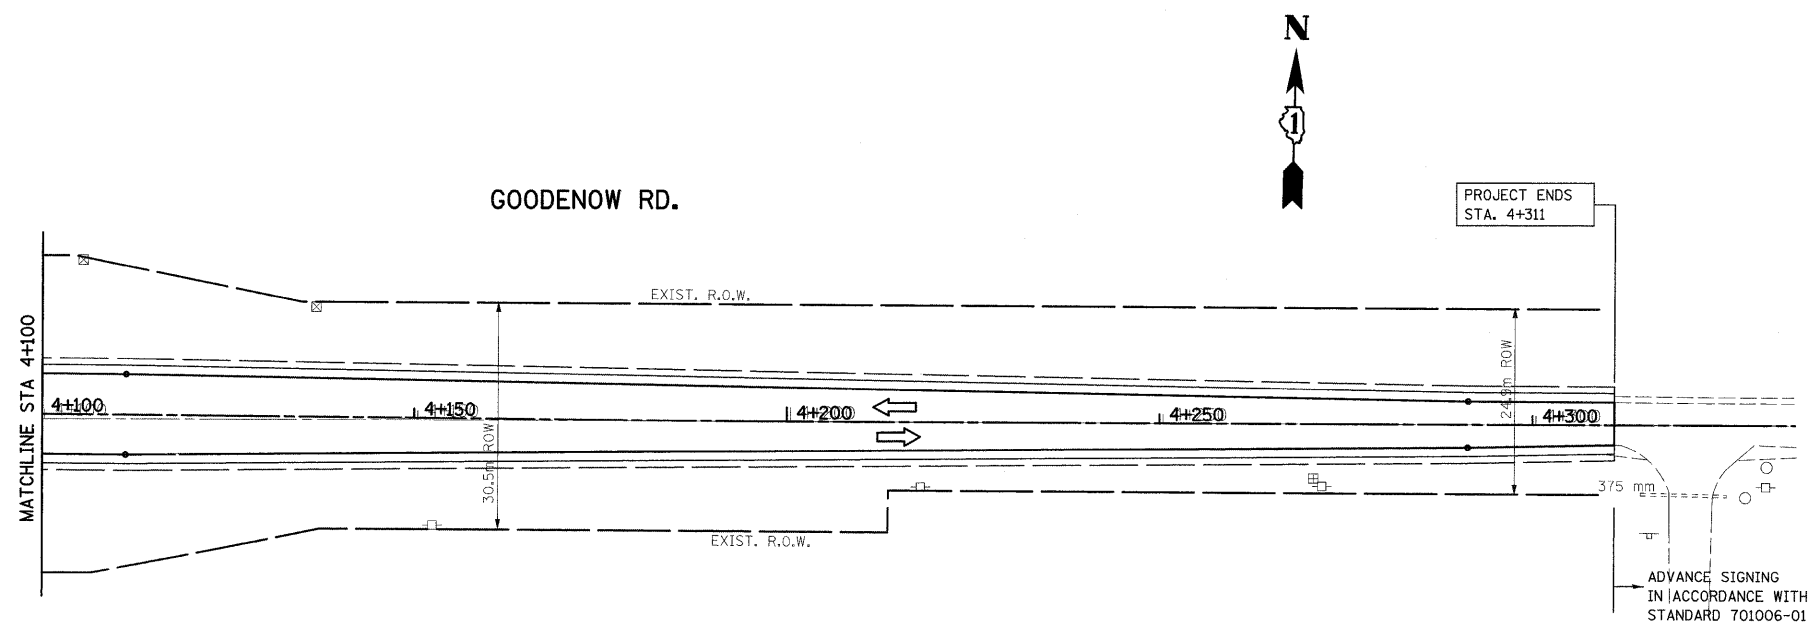 N
1
GOODENOW RD.
PROJECT ENDS
STA. 4+311
EXIST. R.O.W.
MATCHLINE STA 4+100
4+100
4+150
4+200
4+250
4+300
30.5m ROW
24.9m ROW
375 mm
EXIST. R.O.W.
ADVANCE SIGNING
IN ACCORDANCE WITH
STANDARD 701006-01